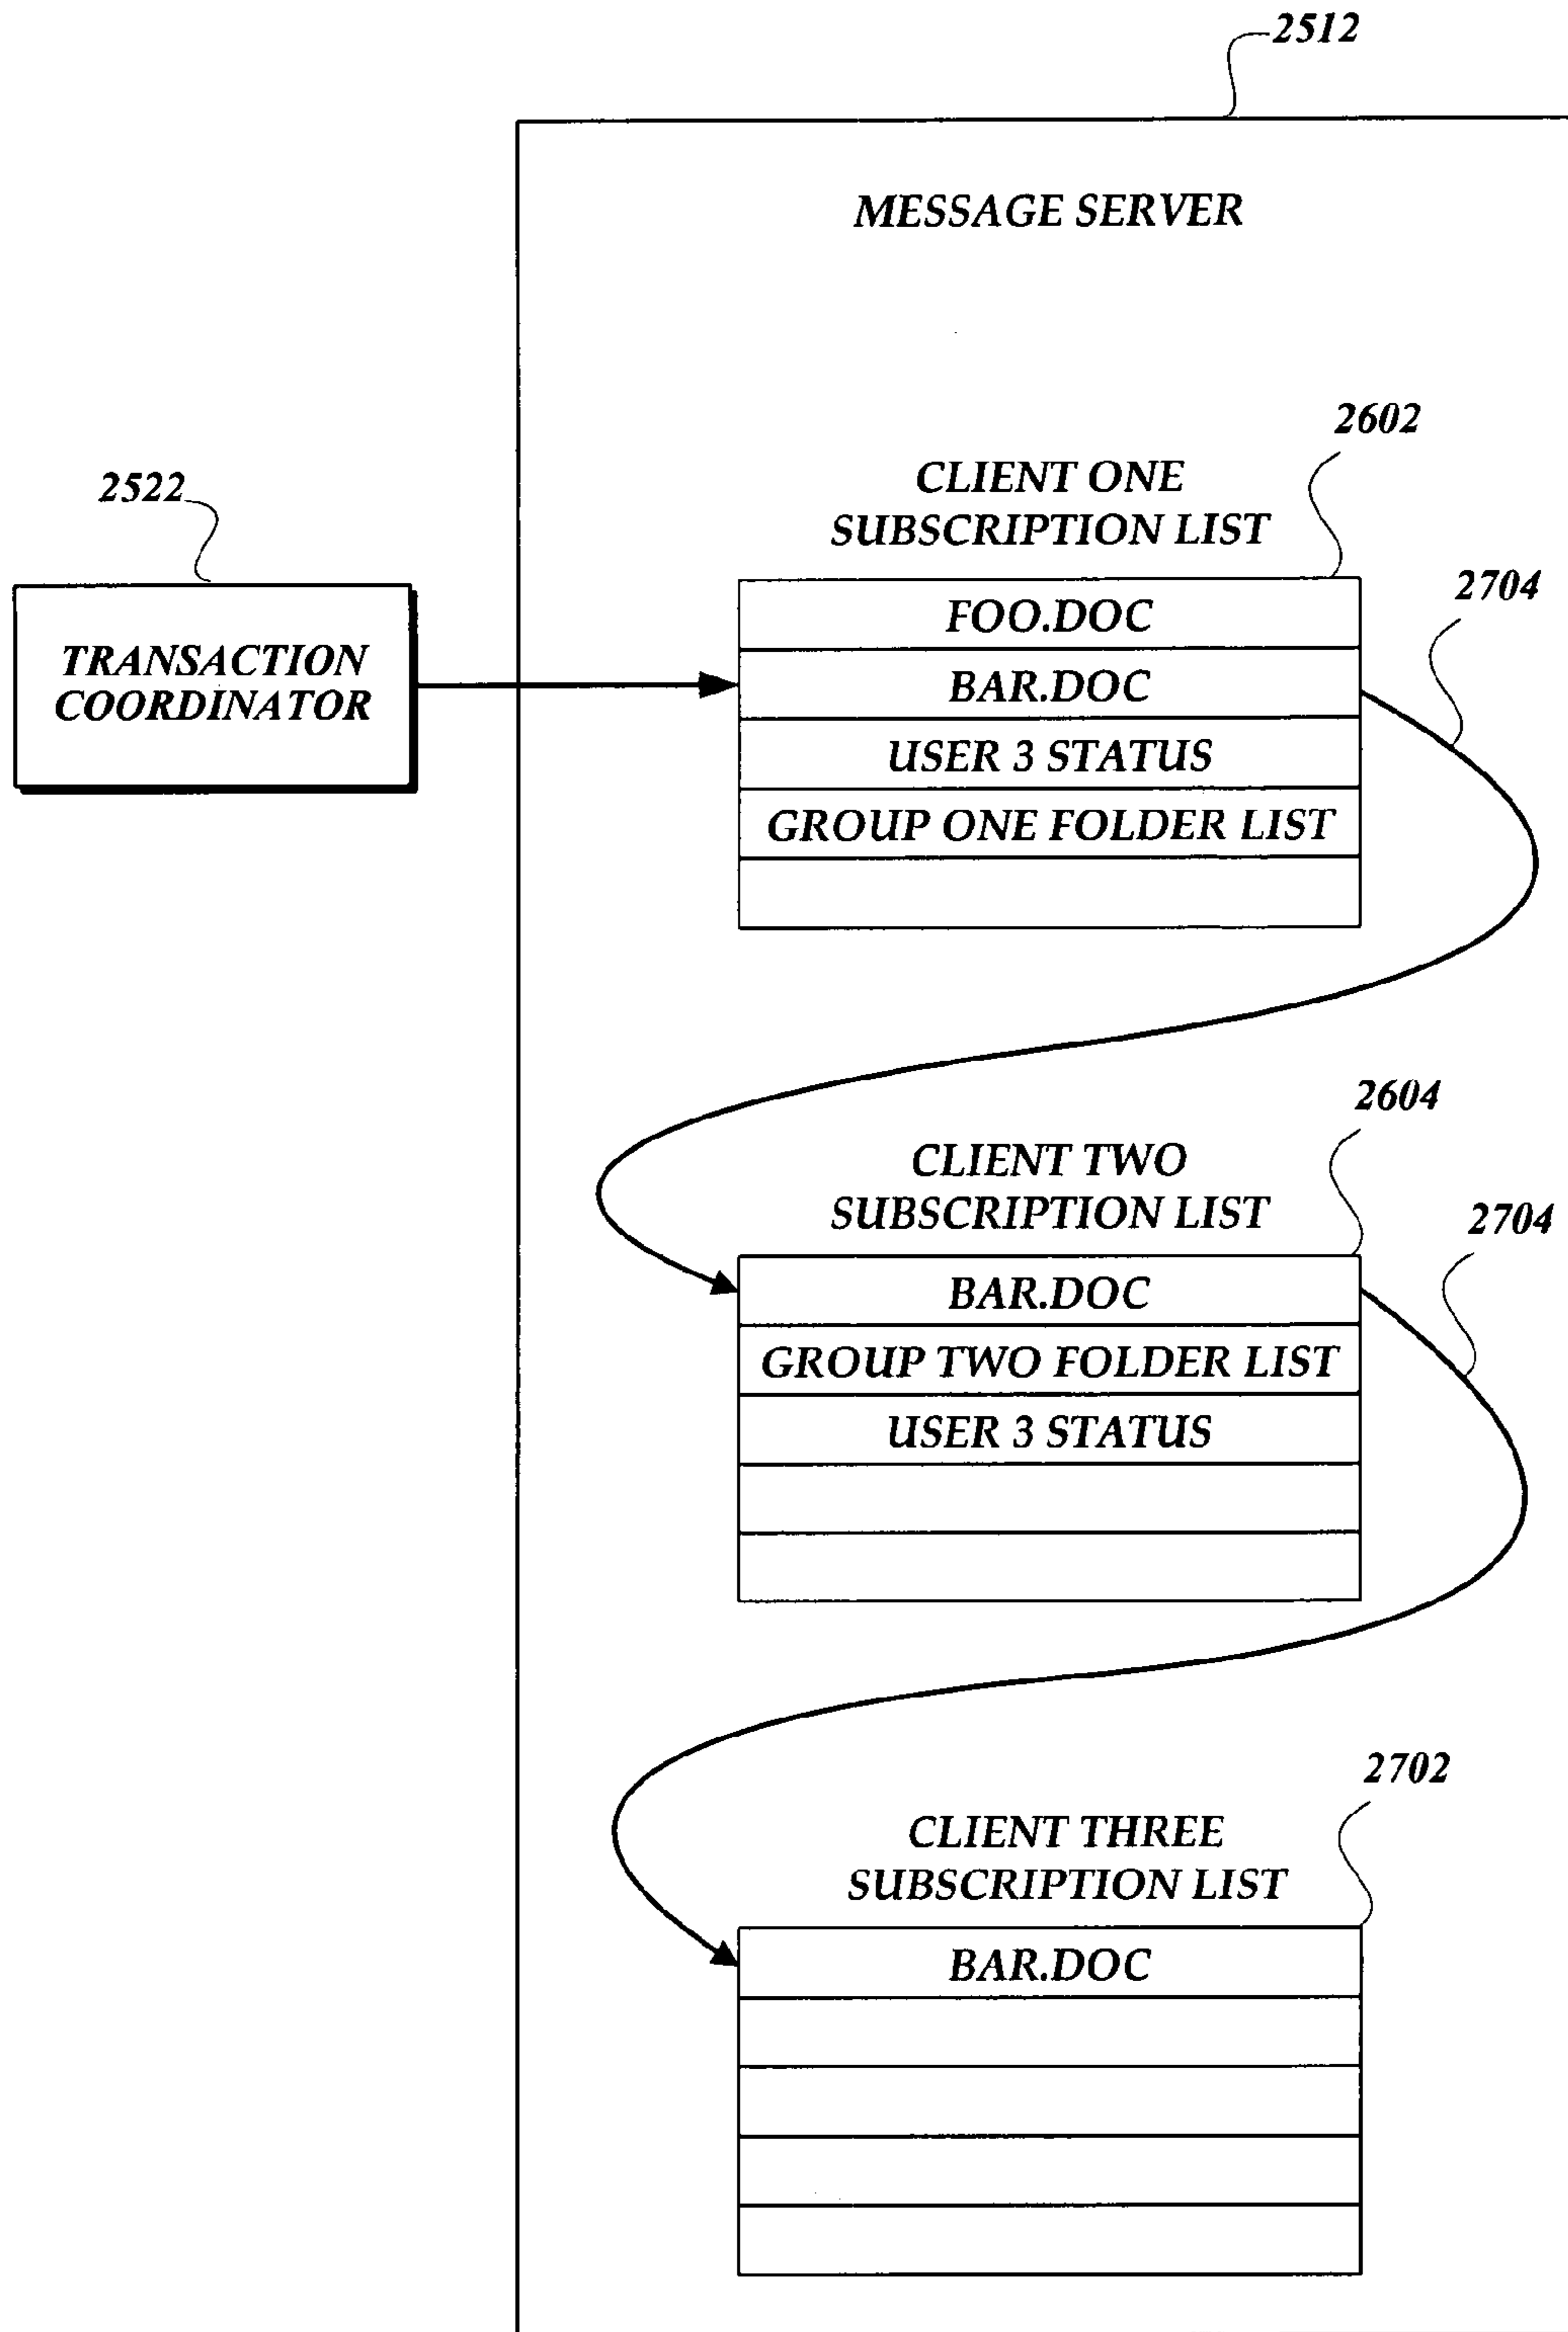 2512
MESSAGE SERVER
2602
CLIENT ONE
SUBSCRIPTION LIST
2522
2704
FOO.DOC
TRANSACTION
COORDINATOR
BAR.DOC
USER 3 STATUS
GROUP ONE FOLDER LIST
2604
CLIENT TWO
SUBSCRIPTION LIST
2704
BAR.DOC
GROUP TWO FOLDER LIST
USER 3 STATUS
2702
CLIENT THREE
SUBSCRIPTION LIST
BAR.DOC